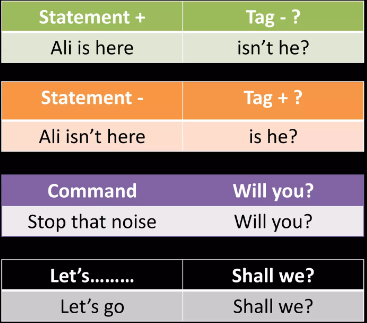 Statement + Tag - ?
Ali is here isn't he?
Statement - Tag + ?
Ali isn't here is he?
Command Will you?
Stop that noise Will you?
Let's......... Shall we?
Let's go Shall we?